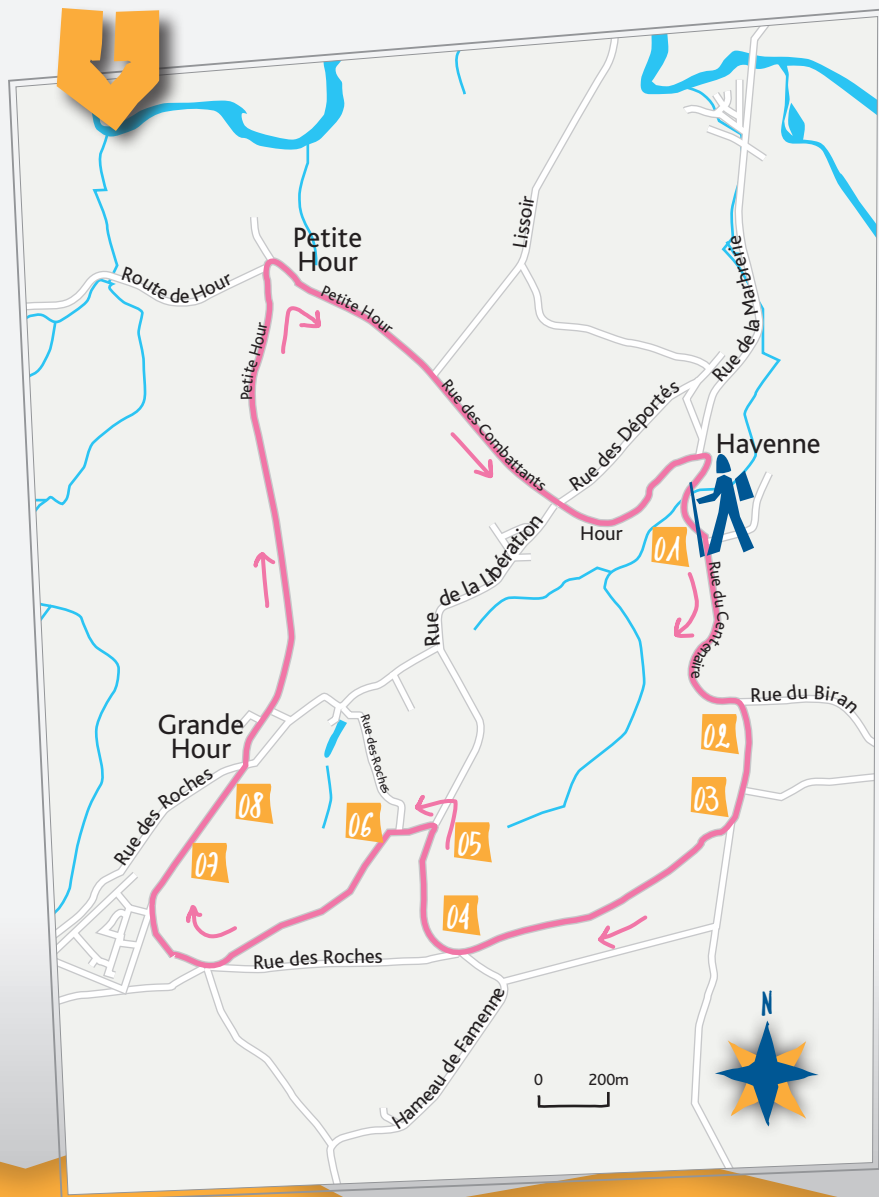 Petite
Hour
Route de Hour
Petite Hour
Petite Hour
Lissoir
Rue de la Marbrerie
Rue des Combattants
Rue des Déportés
Havenne
Hour
01
Rue de la Libération
Rue du Centenaire
Rue du Biran
02
03
Grande
Hour
Rue des Roches
Rue des Roches
08
06
05
07
04
Rue des Roches
Hameau de Famenne
N
0 200m